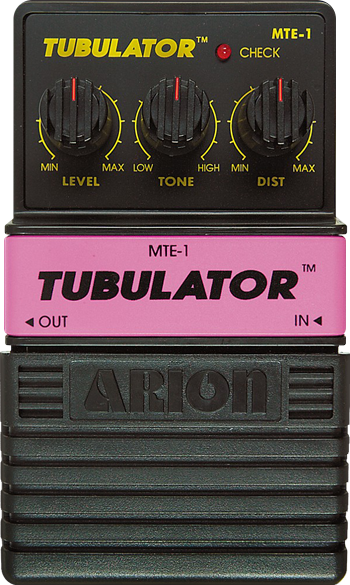 TUBULATOR™ MTE-1
CHECK
MIN MAX LOW HIGH MIN MAX
LEVEL TONE DIST
MTE-1
TUBULATOR™
◄ OUT IN ◄
ARION